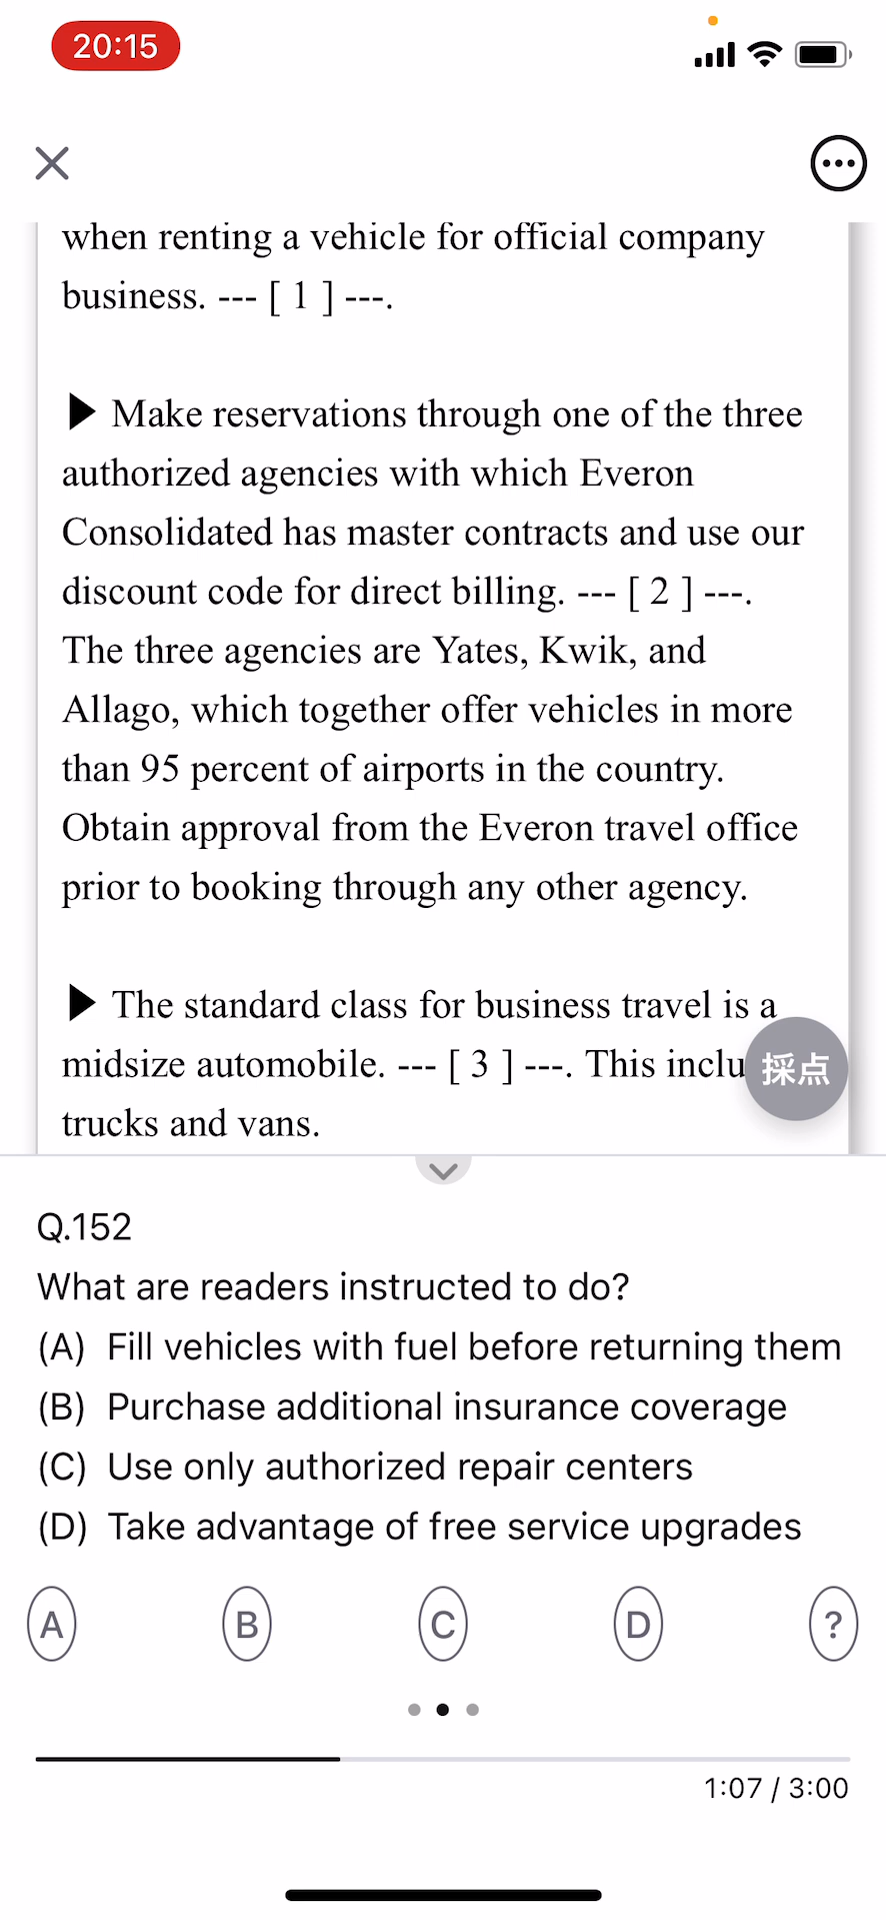 20:15
when renting a vehicle for official company
business. --- [ 1 ] ---.
▶ Make reservations through one of the three
authorized agencies with which Everon
Consolidated has master contracts and use our
discount code for direct billing. --- [ 2 ] ---.
The three agencies are Yates, Kwik, and
Allago, which together offer vehicles in more
than 95 percent of airports in the country.
Obtain approval from the Everon travel office
prior to booking through any other agency.
▶ The standard class for business travel is a
midsize automobile. --- [ 3 ] ---. This inclu
採点
trucks and vans.
Q.152
What are readers instructed to do?
(A) Fill vehicles with fuel before returning them
(B) Purchase additional insurance coverage
(C) Use only authorized repair centers
(D) Take advantage of free service upgrades
A B C D ?
1:07 / 3:00